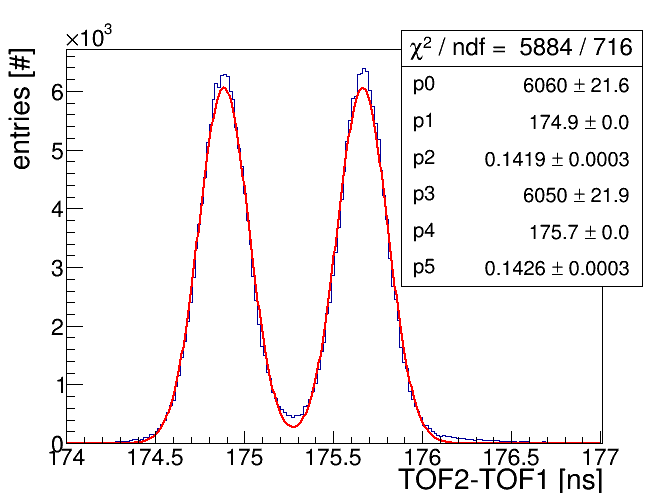 ×10³
entries [#]
6
5
4
3
2
1
0
174
174.5
175
175.5
176
176.5
177
TOF2-TOF1 [ns]
χ² / ndf = 5884 / 716
p0 6060 ± 21.6
p1 174.9 ± 0.0
p2 0.1419 ± 0.0003
p3 6050 ± 21.9
p4 175.7 ± 0.0
p5 0.1426 ± 0.0003